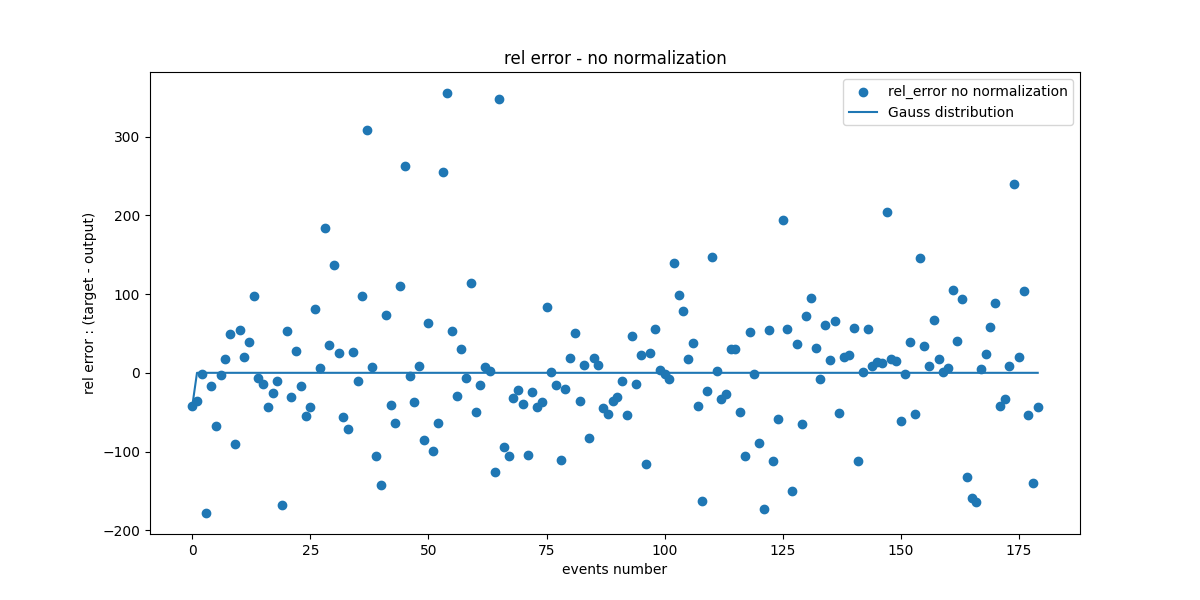 rel error - no normalization
rel_error no normalization
Gauss distribution
rel error : (target - output)
300
200
100
0
−100
−200
0 25 50 75 100 125 150 175
events number